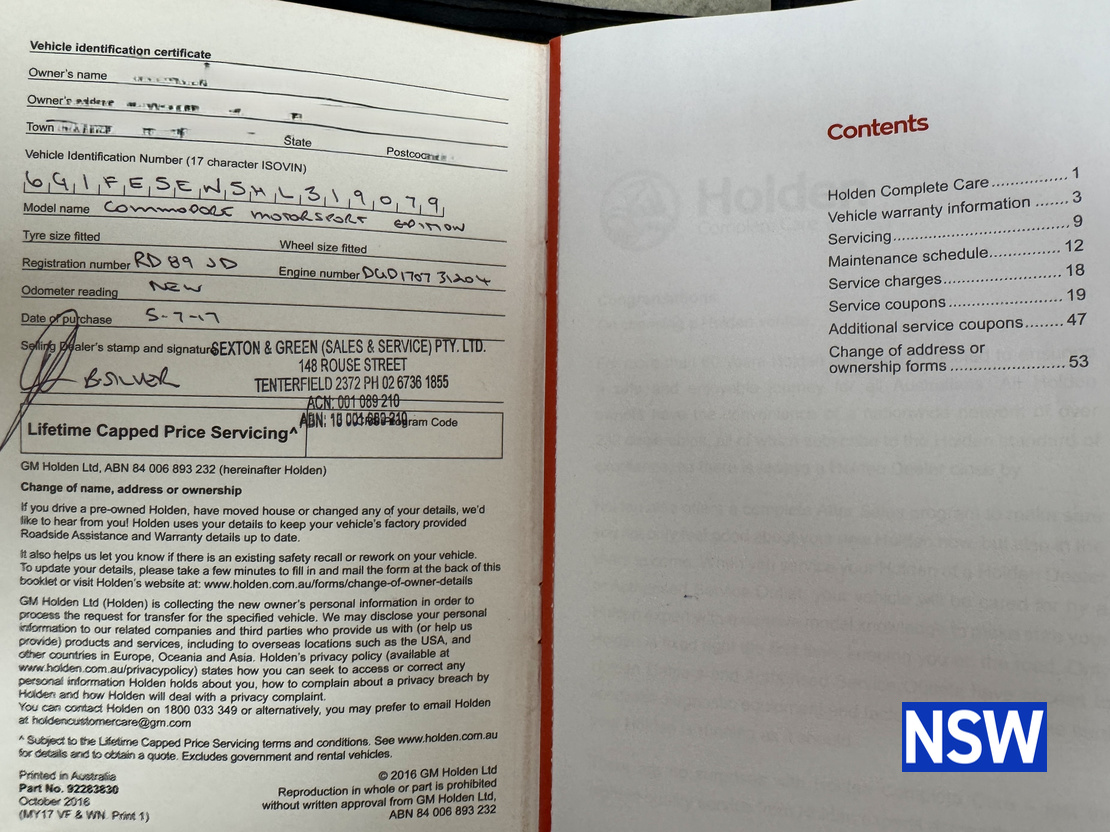 Vehicle identification certificate
Owner's name
Owner's
Town
State
Postcode
Vehicle Identification Number (17 character ISOVIN)
6G1FE5EW5HL319079
Model name COMMODORE MOTORSPORT EDITION
Tyre size fitted
Wheel size fitted
Registration number RD 89 JD
Engine number DGD170731204
Odometer reading NEW
Date of purchase 5-7-17
Selling Dealer's stamp and signature
SEXTON & GREEN (SALES & SERVICE) PTY. LTD.
148 ROUSE STREET
TENTERFIELD 2372 PH 02 6736 1855
B SILVER
ACN: 001 089 210
ABN: 10 001 089 210
Program Code
Lifetime Capped Price Servicing^
GM Holden Ltd, ABN 84 006 893 232 (hereinafter Holden)
Change of name, address or ownership
If you drive a pre-owned Holden, have moved house or changed any of your details, we'd
like to hear from you! Holden uses your details to keep your vehicle's factory provided
Roadside Assistance and Warranty details up to date.
It also helps us let you know if there is an existing safety recall or rework on your vehicle.
To update your details, please take a few minutes to fill in and mail the form at the back of this
booklet or visit Holden's website at: www.holden.com.au/forms/change-of-owner-details
GM Holden Ltd (Holden) is collecting the new owner's personal information in order to
process the request for transfer for the specified vehicle. We may disclose your personal
information to our related companies and third parties who provide us with (or help us
provide) products and services, including to overseas locations such as the USA, and
other countries in Europe, Oceania and Asia. Holden's privacy policy (available at
www.holden.com.au/privacypolicy) states how you can seek to access or correct any
personal information Holden holds about you, how to complain about a privacy breach by
Holden and how Holden will deal with a privacy complaint.
You can contact Holden on 1800 033 349 or alternatively, you may prefer to email Holden
at holdencustomercare@gm.com
^ Subject to the Lifetime Capped Price Servicing terms and conditions. See www.holden.com.au
for details and to obtain a quote. Excludes government and rental vehicles.
Printed in Australia
Part No. 92283830
October 2016
(MY17 VF & WN. Print 1)
© 2016 GM Holden Ltd
Reproduction in whole or part is prohibited
without written approval from GM Holden Ltd,
ABN 84 006 893 232
Contents
Holden Complete Care 1
Vehicle warranty information 3
Servicing 9
Maintenance schedule 12
Service charges 18
Service coupons 19
Additional service coupons 47
Change of address or
ownership forms 53
NSW